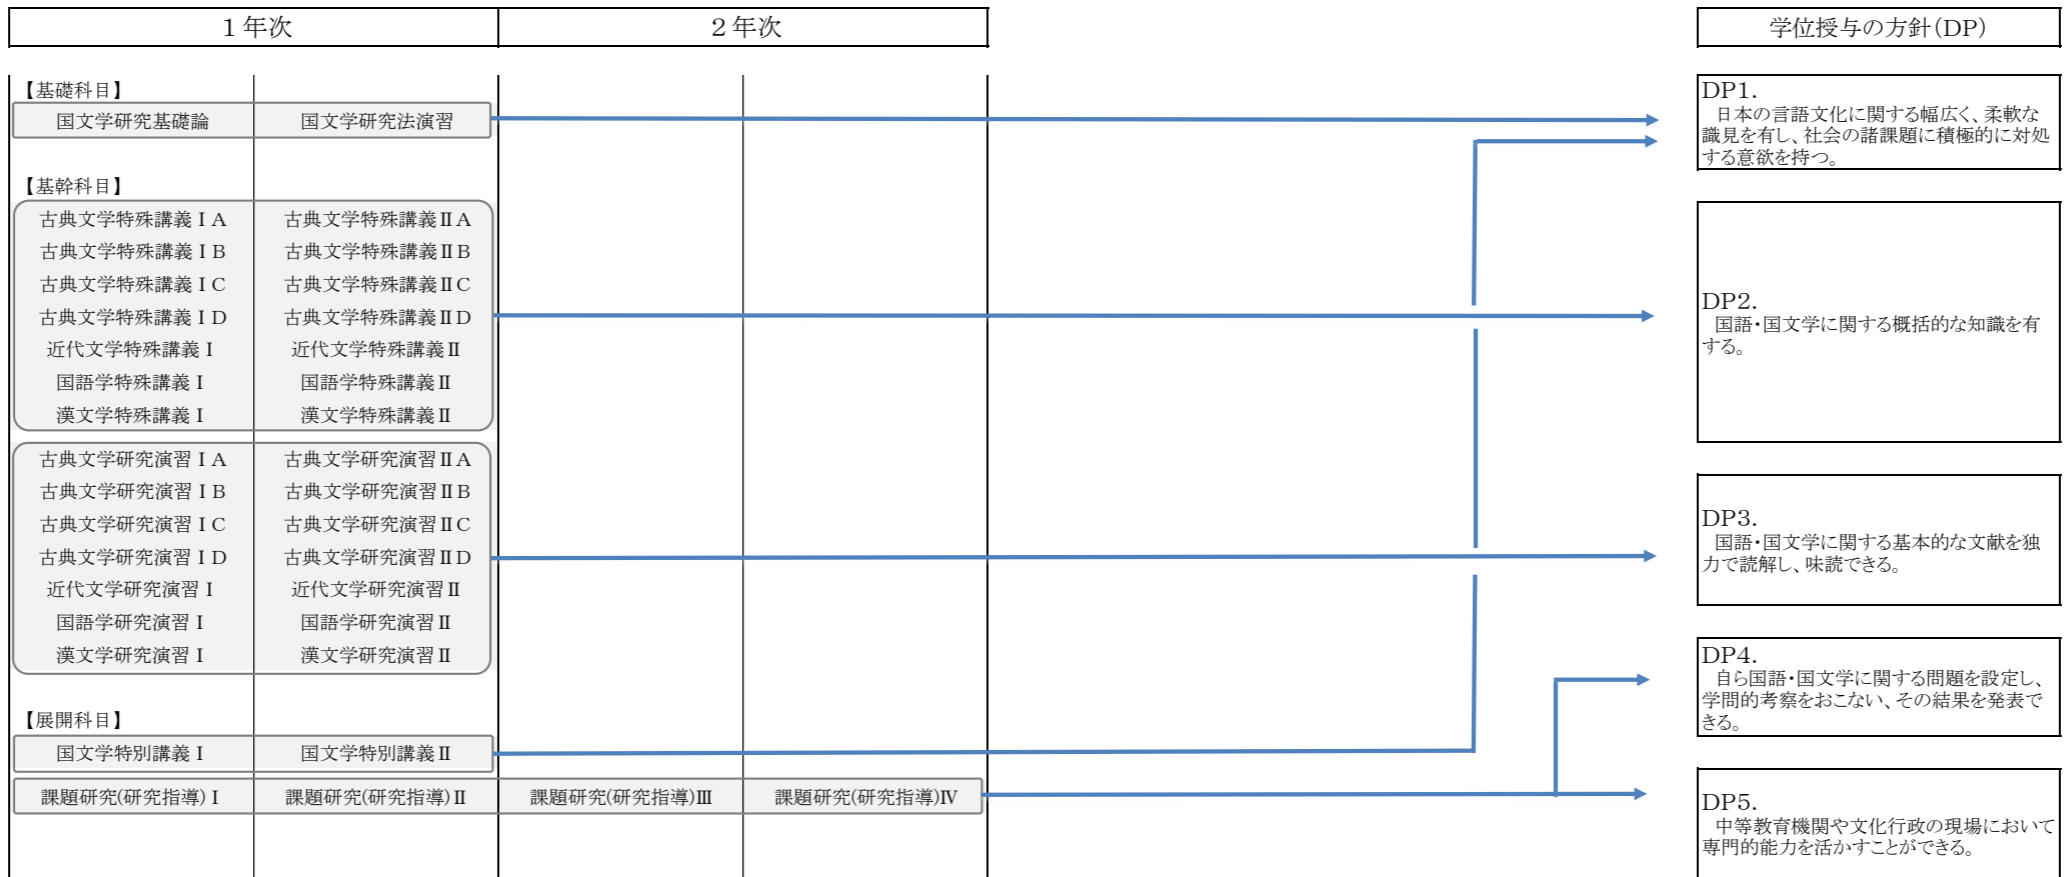 １年次 ２年次 学位授与の方針(DP)
【基礎科目】
国文学研究基礎論 国文学研究法演習
【基幹科目】
古典文学特殊講義ⅠA 古典文学特殊講義ⅡA
古典文学特殊講義ⅠB 古典文学特殊講義ⅡB
古典文学特殊講義ⅠC 古典文学特殊講義ⅡC
古典文学特殊講義ⅠD 古典文学特殊講義ⅡD
近代文学特殊講義Ⅰ 近代文学特殊講義Ⅱ
国語学特殊講義Ⅰ 国語学特殊講義Ⅱ
漢文学特殊講義Ⅰ 漢文学特殊講義Ⅱ
古典文学研究演習ⅠA 古典文学研究演習ⅡA
古典文学研究演習ⅠB 古典文学研究演習ⅡB
古典文学研究演習ⅠC 古典文学研究演習ⅡC
古典文学研究演習ⅠD 古典文学研究演習ⅡD
近代文学研究演習Ⅰ 近代文学研究演習Ⅱ
国語学研究演習Ⅰ 国語学研究演習Ⅱ
漢文学研究演習Ⅰ 漢文学研究演習Ⅱ
【展開科目】
国文学特別講義Ⅰ 国文学特別講義Ⅱ
課題研究(研究指導)Ⅰ 課題研究(研究指導)Ⅱ 課題研究(研究指導)Ⅲ 課題研究(研究指導)Ⅳ
DP1.
日本の言語文化に関する幅広く、柔軟な
識見を有し、社会の諸課題に積極的に対処
する意欲を持つ。
DP2.
国語・国文学に関する概括的な知識を有
する。
DP3.
国語・国文学に関する基本的な文献を独
力で読解し、味読できる。
DP4.
自ら国語・国文学に関する問題を設定し、
学問的考察をおこない、その結果を発表で
きる。
DP5.
中等教育機関や文化行政の現場において
専門的能力を活かすことができる。